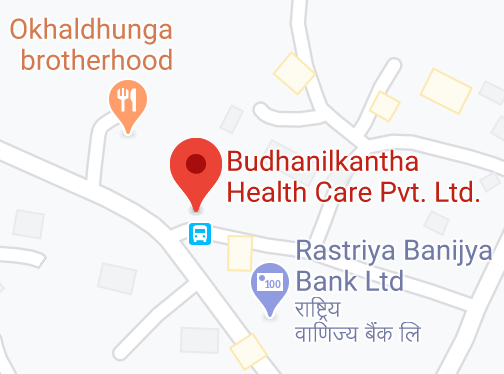 Okhaldhunga
brotherhood
Budhanilkantha
Health Care Pvt. Ltd.
Rastriya Banijya
Bank Ltd
100
राष्ट्रिय
वाणिज्य बैंक लि